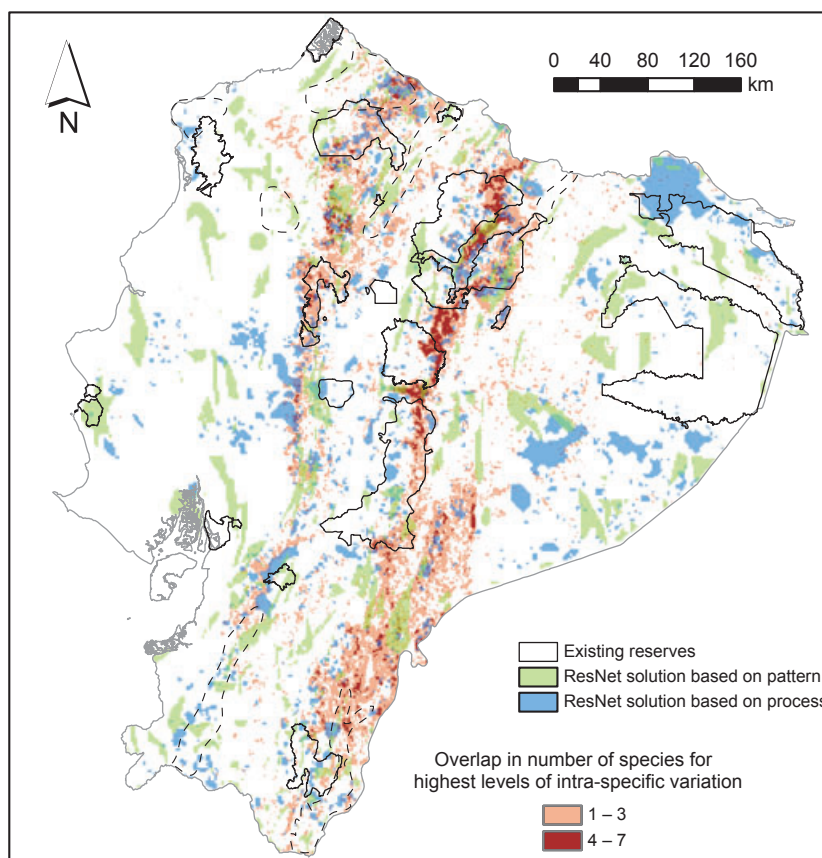 0 40 80 120 160
km
N
Existing reserves
ResNet solution based on pattern
ResNet solution based on process
Overlap in number of species for
highest levels of intra-specific variation
1 – 3
4 – 7